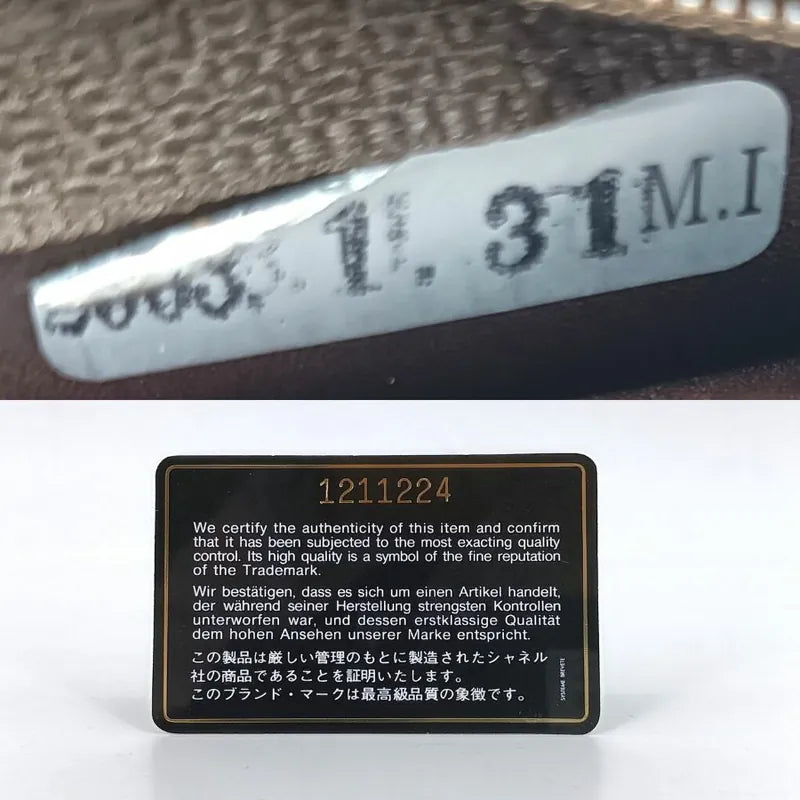 31 M.I
1211224
We certify the authenticity of this item and confirm
that it has been subjected to the most exacting quality
control. Its high quality is a symbol of the fine reputation
of the Trademark.
Wir bestätigen, dass es sich um einen Artikel handelt,
der während seiner Herstellung strengsten Kontrollen
unterworfen war, und dessen erstklassige Qualität
dem hohen Ansehen unserer Marke entspricht.
この製品は厳しい管理のもとに製造されたシャネル
社の商品であることを証明いたします。
このブランド・マークは最高級品質の象徴です。
SYSTEME BREVETE